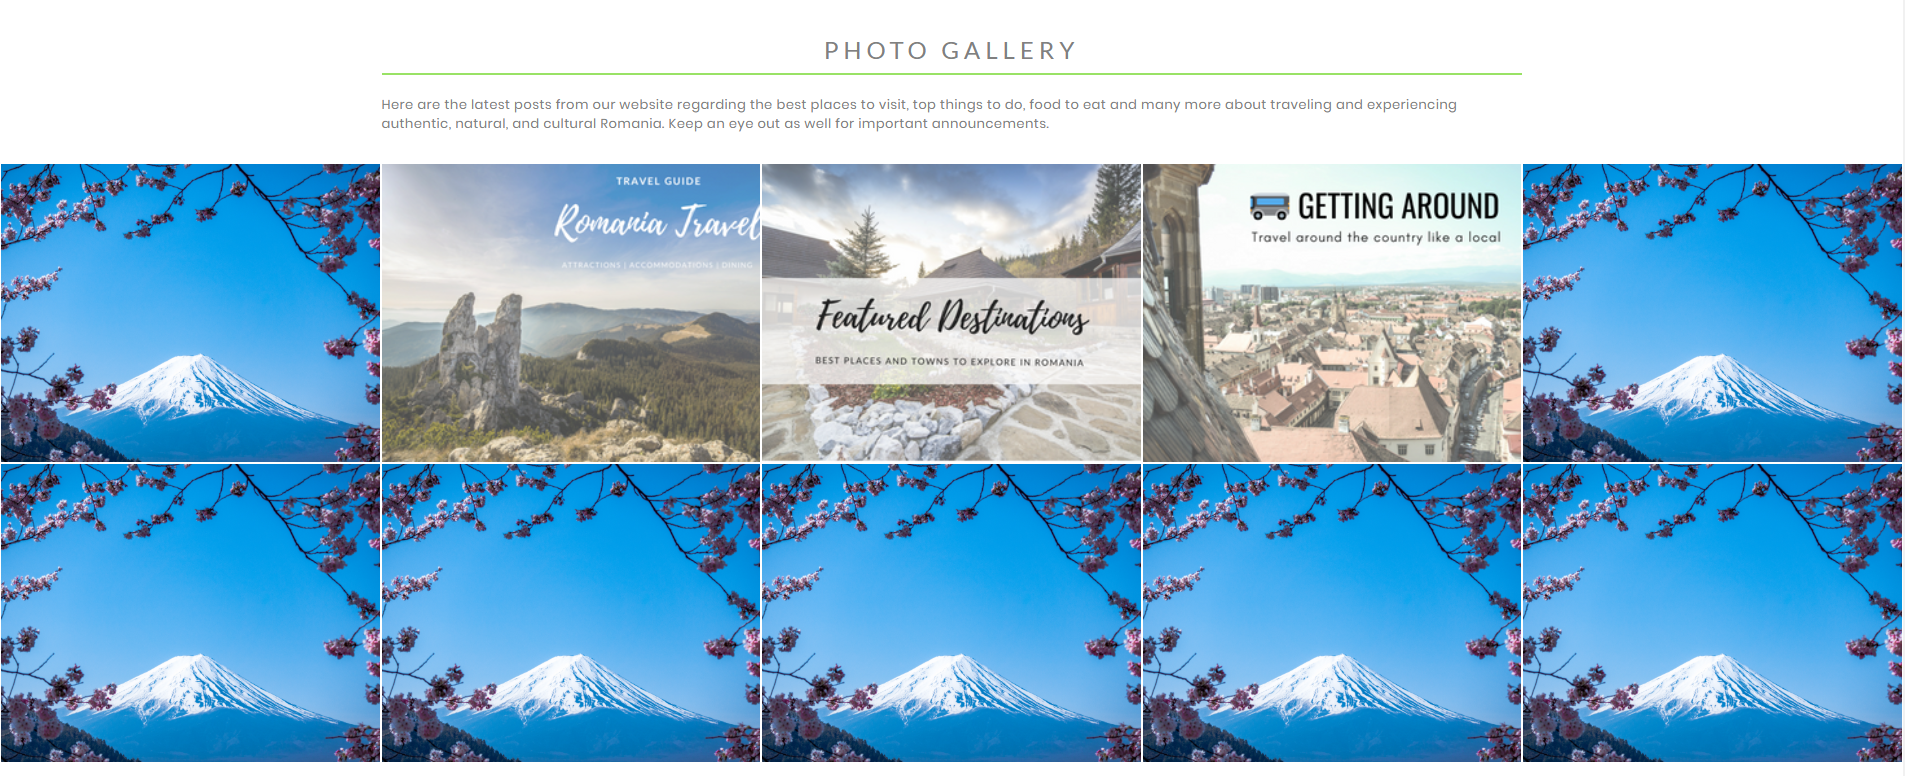 PHOTO GALLERY
Here are the latest posts from our website regarding the best places to visit, top things to do, food to eat and many more about traveling and experiencing
authentic, natural, and cultural Romania. Keep an eye out as well for important announcements.
TRAVEL GUIDE
Romania Travel
ATTRACTIONS | ACCOMMODATIONS | DINING
Featured Destinations
BEST PLACES AND TOWNS TO EXPLORE IN ROMANIA
GETTING AROUND
Travel around the country like a local